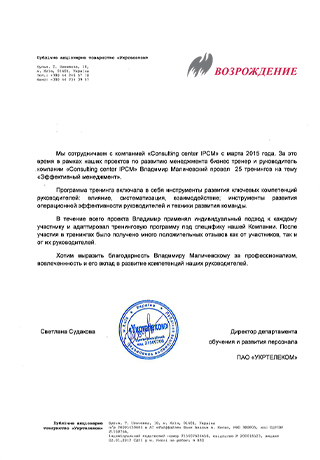 Публічне акціонерне товариство «Укртелеком»
ВОЗРОЖДЕНИЕ
Мы сотрудничаем с компанией «Consulting center IPCM» с марта 2015 года. За это
время в рамках наших проектов по развитию менеджмента бизнес тренер и руководитель
компании «Consulting center IPCM» Владимир Маличевский провел 25 тренингов на тему
«Эффективный менеджмент».
Программа тренинга включала в себя инструменты развития ключевых компетенций
руководителей: влияние, систематизация, взаимодействие; инструменты развития
операционной эффективности руководителей и техники развития команды.
В течение всего проекта Владимир применял индивидуальный подход к каждому
участнику и адаптировал тренинговую программу под специфику нашей Компании. После
участия в тренингах было получено много положительных отзывов как от участников, так и
от их руководителей.
Хотим выразить благодарность Владимиру Маличевскому за профессионализм,
вовлеченность и его вклад в развитие компетенций наших руководителей.
Светлана Судакова
Директор департамента
обучения и развития персонала
ПАО «УКРТЕЛЕКОМ»
«Укртелеком»
Публічне акціонерне
товариство «Укртелеком»